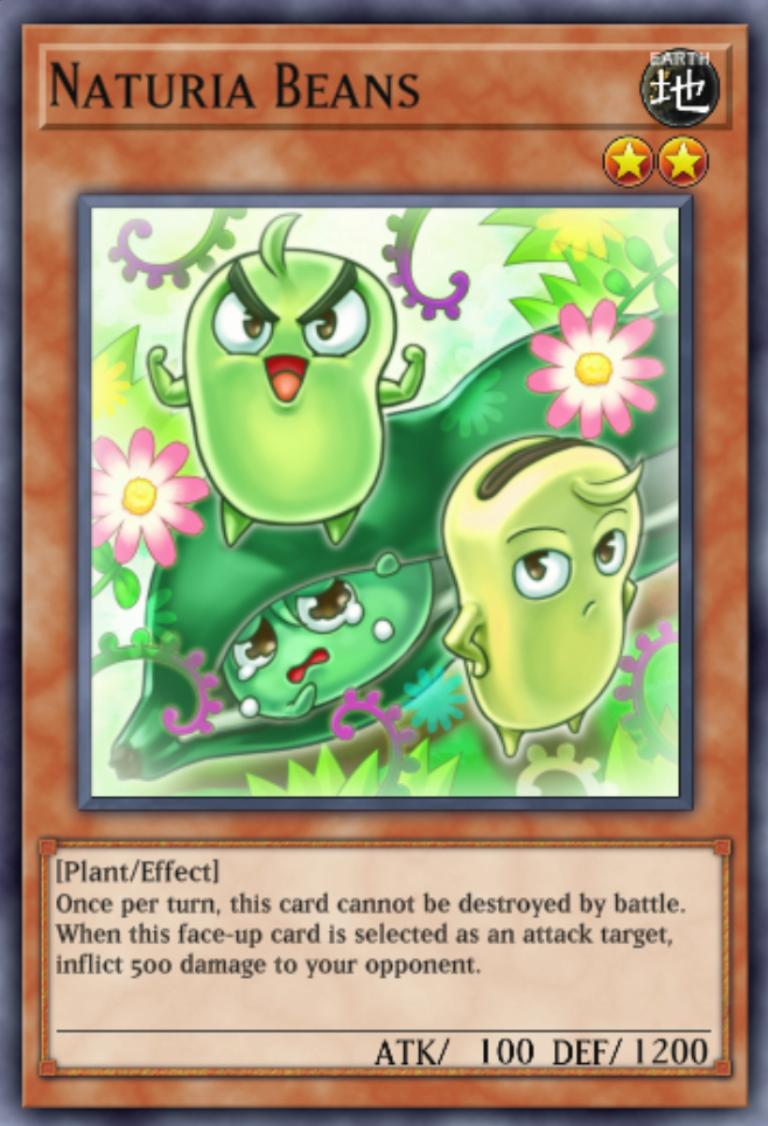 Naturia Beans
EARTH
地
[Plant/Effect]
Once per turn, this card cannot be destroyed by battle.
When this face-up card is selected as an attack target,
inflict 500 damage to your opponent.
ATK/ 100 DEF/ 1200